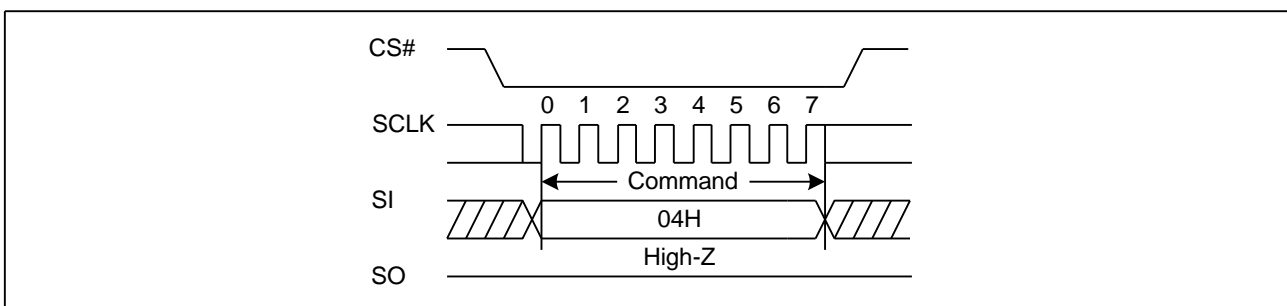 CS#
0 1 2 3 4 5 6 7
SCLK
Command
SI
04H
High-Z
SO